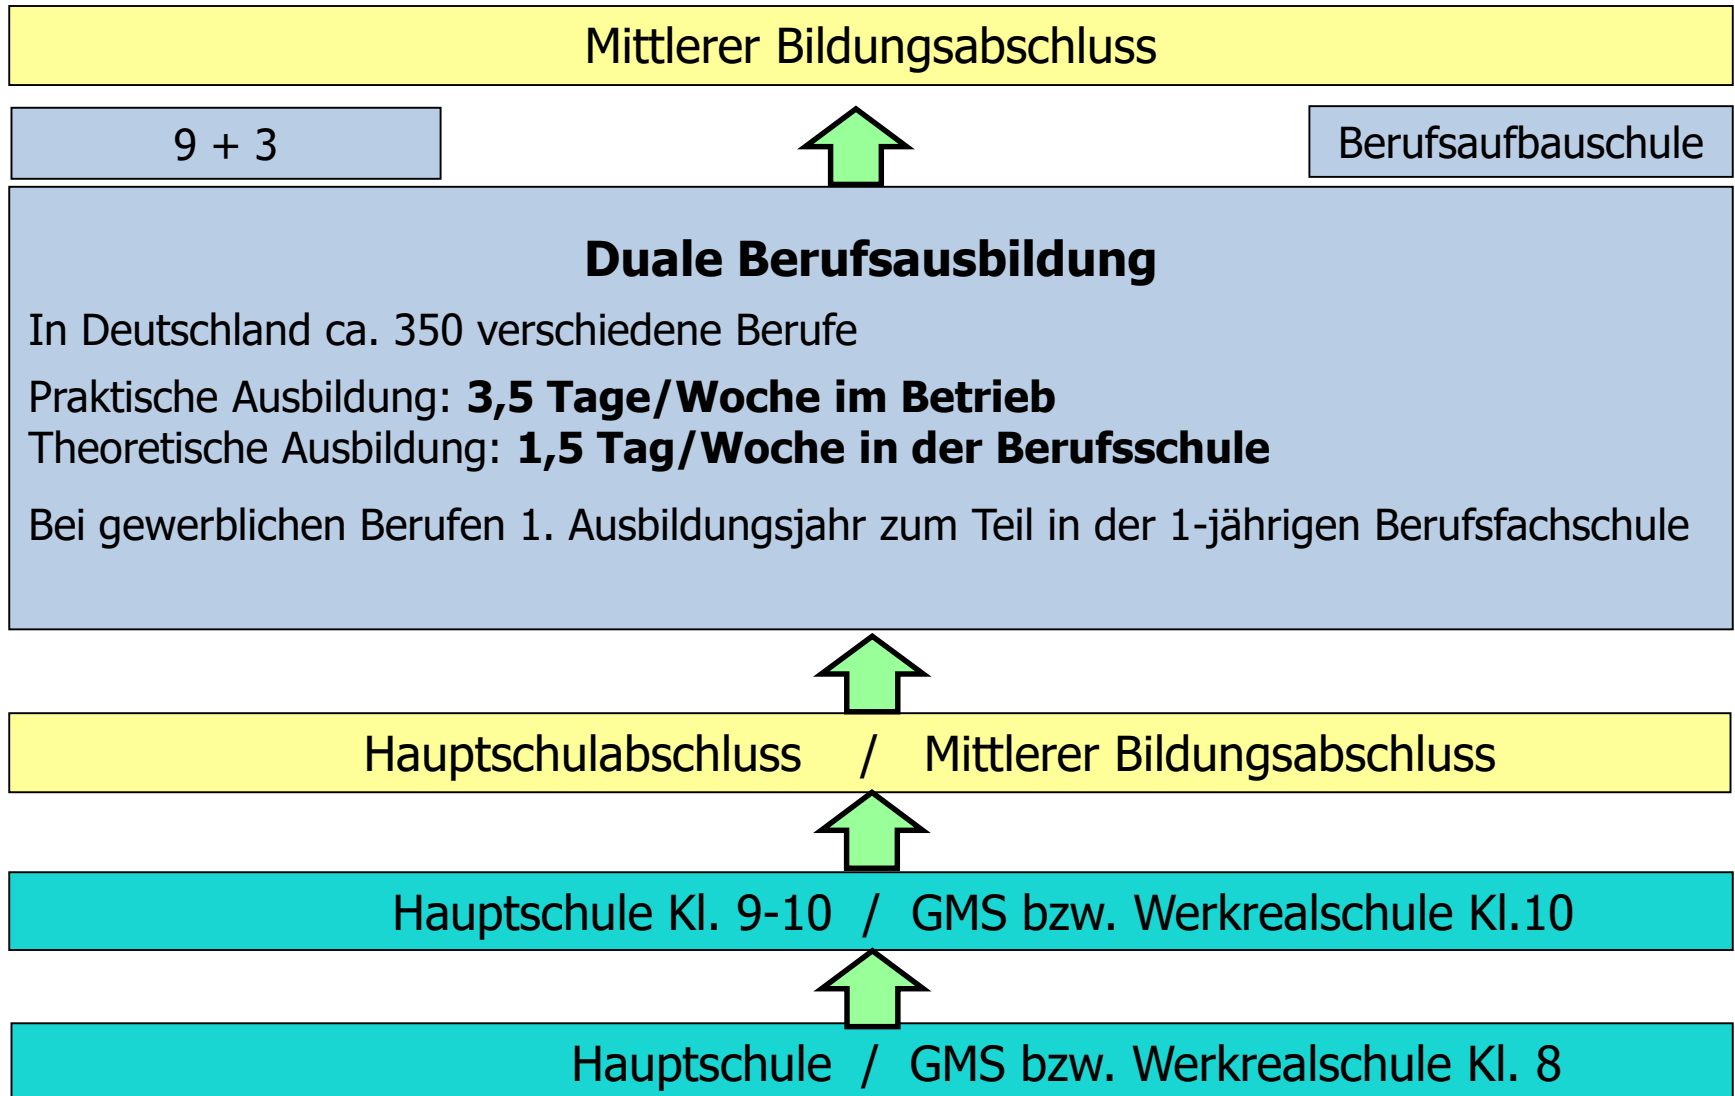 Mittlerer Bildungsabschluss
9 + 3
Berufsaufbauschule
Duale Berufsausbildung
In Deutschland ca. 350 verschiedene Berufe
Praktische Ausbildung: 3,5 Tage/Woche im Betrieb
Theoretische Ausbildung: 1,5 Tag/Woche in der Berufsschule
Bei gewerblichen Berufen 1. Ausbildungsjahr zum Teil in der 1-jährigen Berufsfachschule
Hauptschulabschluss / Mittlerer Bildungsabschluss
Hauptschule Kl. 9-10 / GMS bzw. Werkrealschule Kl.10
Hauptschule / GMS bzw. Werkrealschule Kl. 8